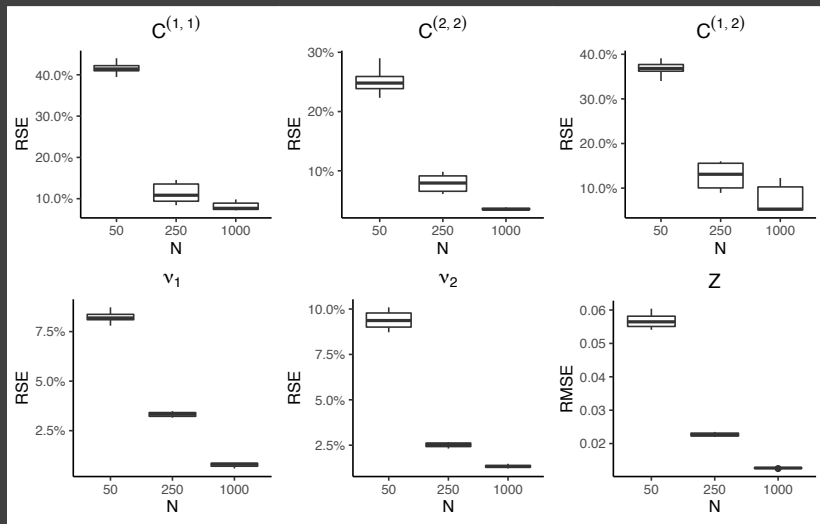 C(1, 1)
C(2, 2)
C(1, 2)
RSE
40.0%
30.0%
20.0%
10.0%
50 250 1000
N
RSE
30%
20%
10%
50 250 1000
N
RSE
40.0%
30.0%
20.0%
10.0%
50 250 1000
N
ν1
ν2
Z
RSE
7.5%
5.0%
2.5%
50 250 1000
N
RSE
10.0%
7.5%
5.0%
2.5%
50 250 1000
N
RMSE
0.06
0.05
0.04
0.03
0.02
50 250 1000
N